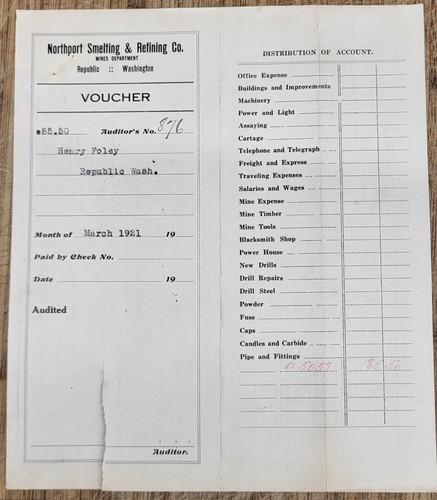 Northport Smelting & Refining Co.
MINES DEPARTMENT
Republic :: Washington
VOUCHER
$85.50 Auditor's No. 876
Henry Foley
Republic Wash.
Month of March 1921 19
Paid by Check No.
Date 19
Audited
Auditor.
DISTRIBUTION OF ACCOUNT.
Office Expense
Buildings and Improvements
Machinery
Power and Light
Assaying
Cartage
Telephone and Telegraph
Freight and Express
Traveling Expenses
Salaries and Wages
Mine Expense
Mine Timber
Mine Tools
Blacksmith Shop
Power House
New Drills
Drill Repairs
Drill Steel
Powder
Fuse
Caps
Candles and Carbide
Pipe and Fittings
85 50